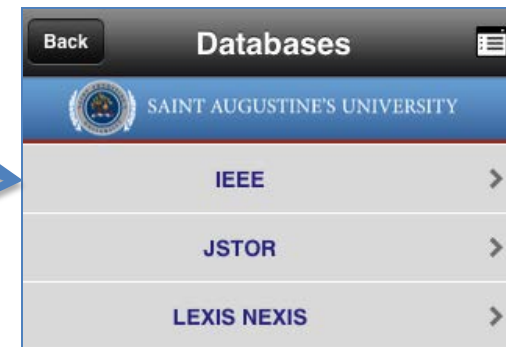 Back Databases
SAINT AUGUSTINE'S UNIVERSITY
IEEE
JSTOR
LEXIS NEXIS